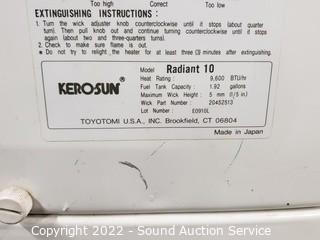 Too high Correct Too low
EXTINGUISHING INSTRUCTIONS :
1. Turn the wick adjuster knob counterclockwise until it stops (about quarter
turn). Then pull out and continue turning counterclockwise until it stops
again (about two and three-quarters turn).
2. Check to make sure flame is out.
* Do not try to relight, the heater for at least three minutes after extinguishing.
KERO-SUN®
Model Radiant 10
Heat Rating : 9,600 BTU/hr
Fuel Tank Capacity : 1.92 gallons
Maximum Wick Height : 5 mm (1/5 in)
Wick Part Number : 20452513
Lot Number : E0910L
TOYOTOMI U.S.A., INC. Brookfield, CT 06804
Made in Japan
Copyright © 2022 - Sound Auction Service